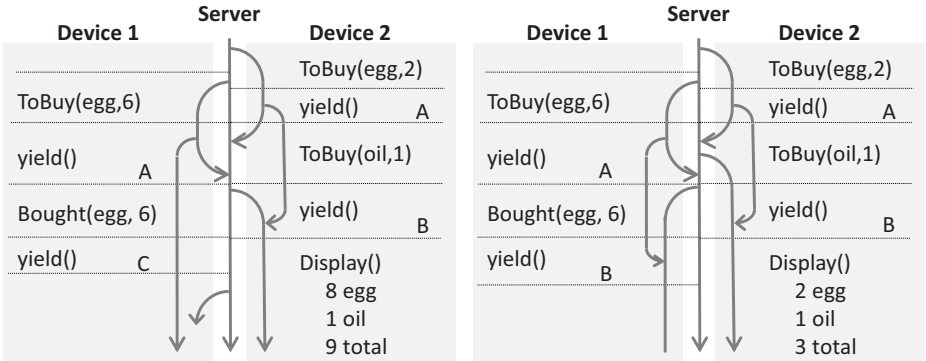 Server
Device 1
Device 2
ToBuy(egg,2)
ToBuy(egg,6)
yield() A
ToBuy(oil,1)
yield() A
Bought(egg, 6)
yield() B
yield() C
Display()
8 egg
1 oil
9 total
Server
Device 1
Device 2
ToBuy(egg,2)
ToBuy(egg,6)
yield() A
ToBuy(oil,1)
yield() A
Bought(egg, 6)
yield() B
yield() B
Display()
2 egg
1 oil
3 total